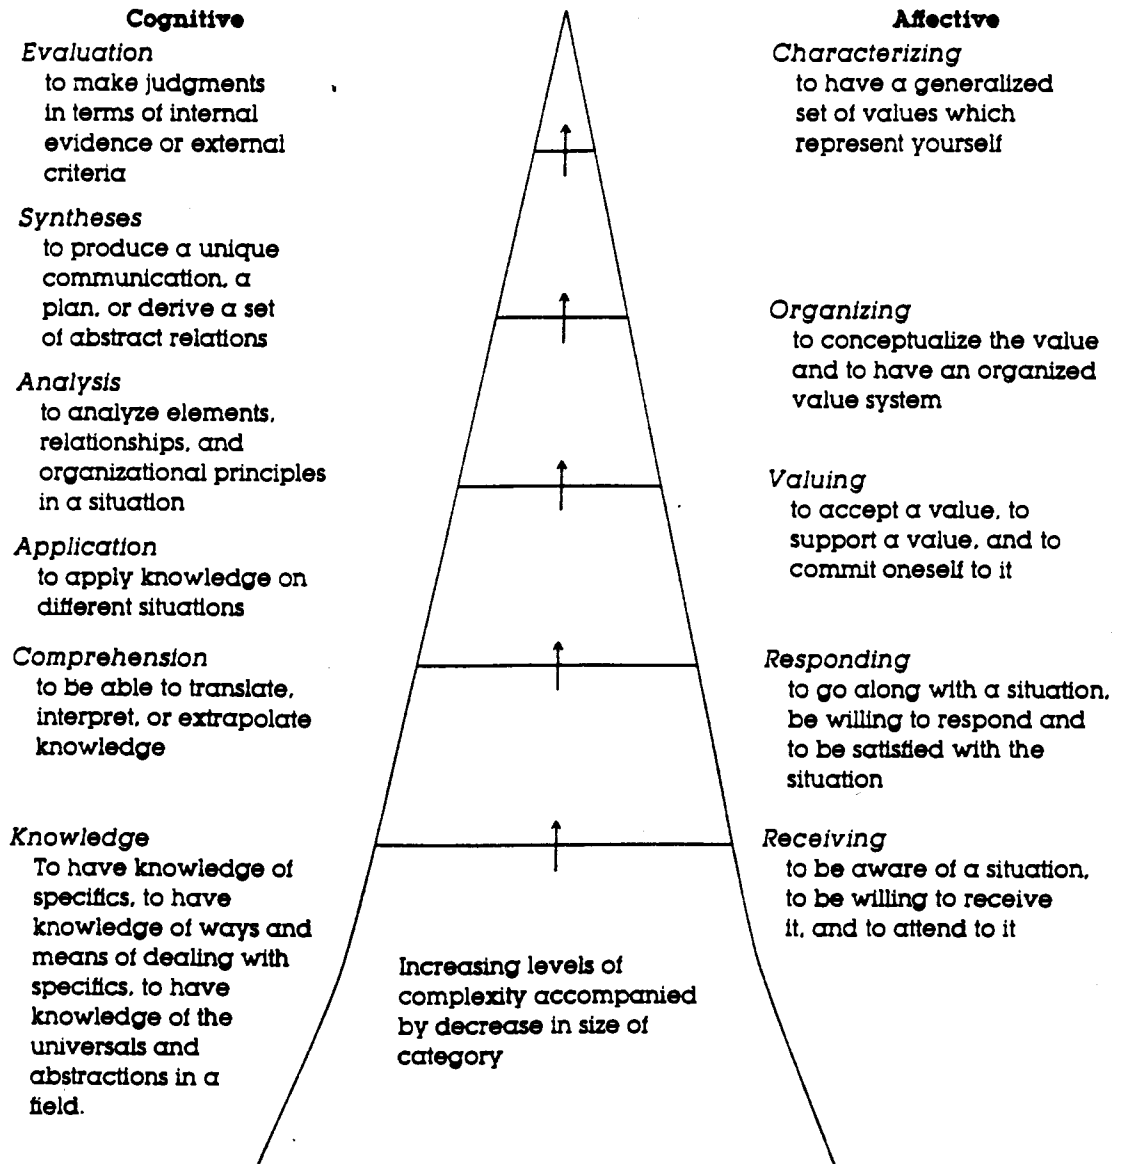 Cognitive
Evaluation
to make judgments
in terms of internal
evidence or external
criteria
Syntheses
to produce a unique
communication, a
plan, or derive a set
of abstract relations
Analysis
to analyze elements,
relationships, and
organizational principles
in a situation
Application
to apply knowledge on
different situations
Comprehension
to be able to translate,
interpret, or extrapolate
knowledge
Knowledge
To have knowledge of
specifics, to have
knowledge of ways and
means of dealing with
specifics, to have
knowledge of the
universals and
abstractions in a
field.
Increasing levels of
complexity accompanied
by decrease in size of
category
Affective
Characterizing
to have a generalized
set of values which
represent yourself
Organizing
to conceptualize the value
and to have an organized
value system
Valuing
to accept a value, to
support a value, and to
commit oneself to it
Responding
to go along with a situation,
be willing to respond and
to be satisfied with the
situation
Receiving
to be aware of a situation,
to be willing to receive
it, and to attend to it